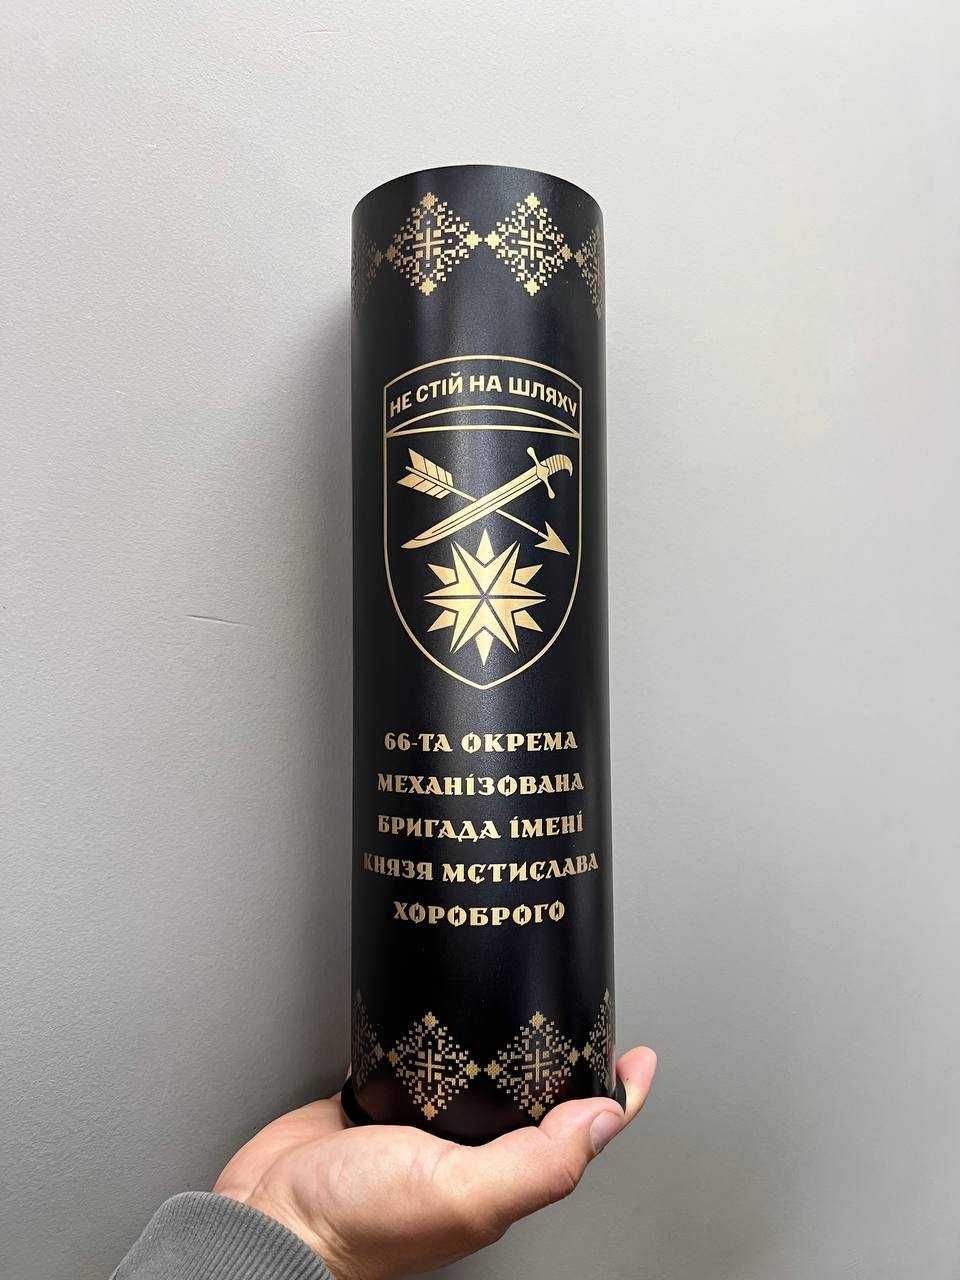 НЕ СТІЙ НА ШЛЯХУ
66-ТА ОКРЕМА
МЕХАНІЗОВАНА
БРИГАДА ІМЕНІ
КНЯЗЯ МСТИСЛАВА
ХОРОБРОГО